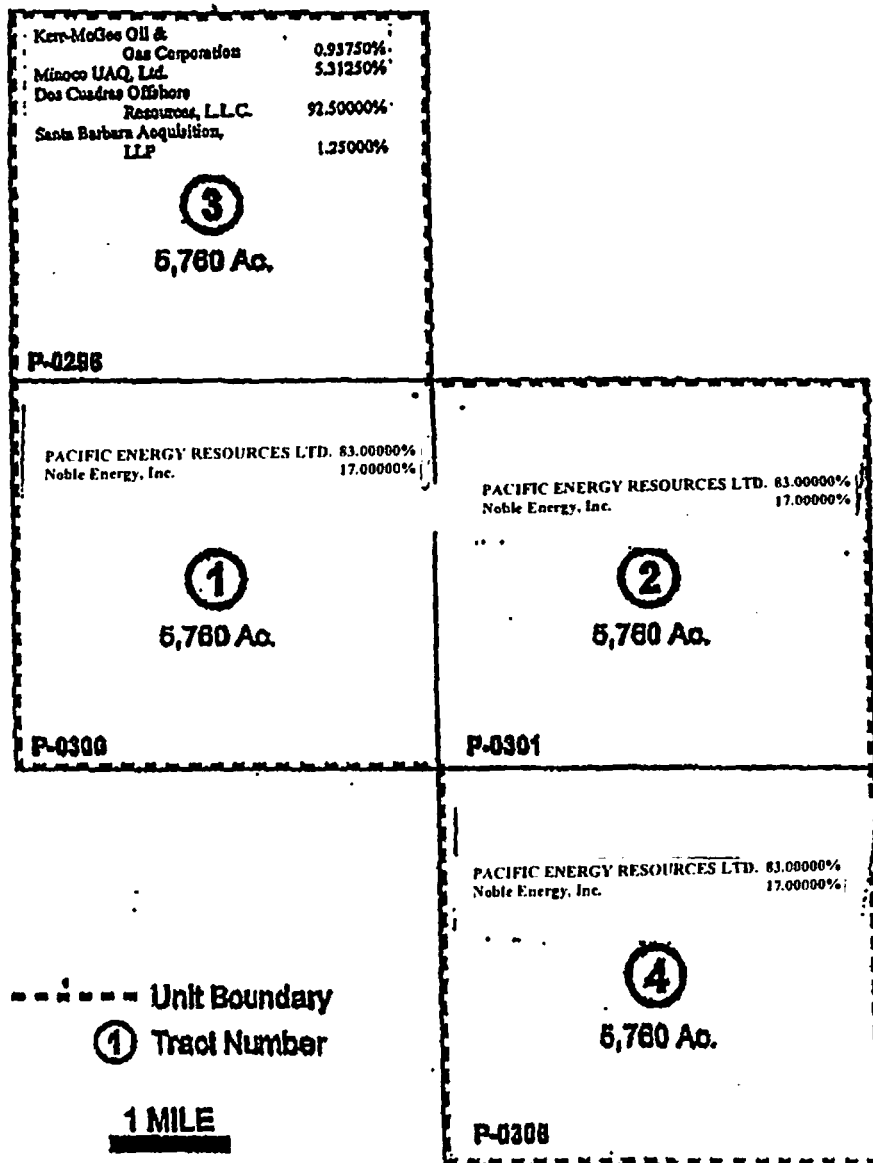 Kerr-McGee Oil &
Gas Corporation 0.93750%
Minoco UAQ, Ltd. 5.31250%
Dos Cuadras Offshore
Resources, L.L.C. 92.50000%
Santa Barbara Acquisition,
LLP 1.25000%
3
5,760 Ac.
P-0296
PACIFIC ENERGY RESOURCES LTD. 83.00000%
Noble Energy, Inc. 17.00000%
1
5,760 Ac.
P-0300
PACIFIC ENERGY RESOURCES LTD. 83.00000%
Noble Energy, Inc. 17.00000%
2
5,760 Ac.
P-0301
PACIFIC ENERGY RESOURCES LTD. 83.00000%
Noble Energy, Inc. 17.00000%
4
5,760 Ac.
P-0306
Unit Boundary
1 Tract Number
1 MILE